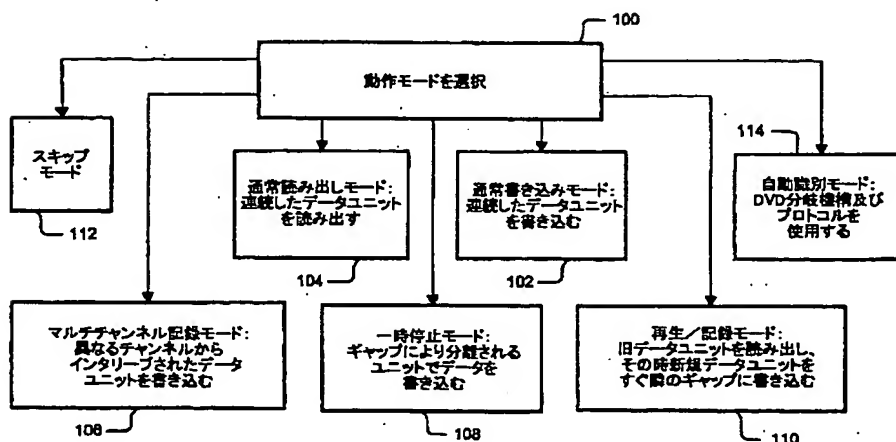 100
動作モードを選択
スキップ
モード
112
通常読み出しモード:
連続したデータユニット
を読み出す
104
通常書き込みモード:
連続したデータユニット
を書き込む
102
114
自動識別モード:
DVD分岐機構及び
プロトコルを
使用する
マルチチャンネル記録モード:
異なるチャンネルから
インタリーブされたデータ
ユニットを書き込む
106
一時停止モード:
ギャップにより分離される
ユニットでデータを
書き込む
108
再生/記録モード:
旧データユニットを読み出し、
その時新規データユニットを
すぐ隣のギャップに書き込む
110